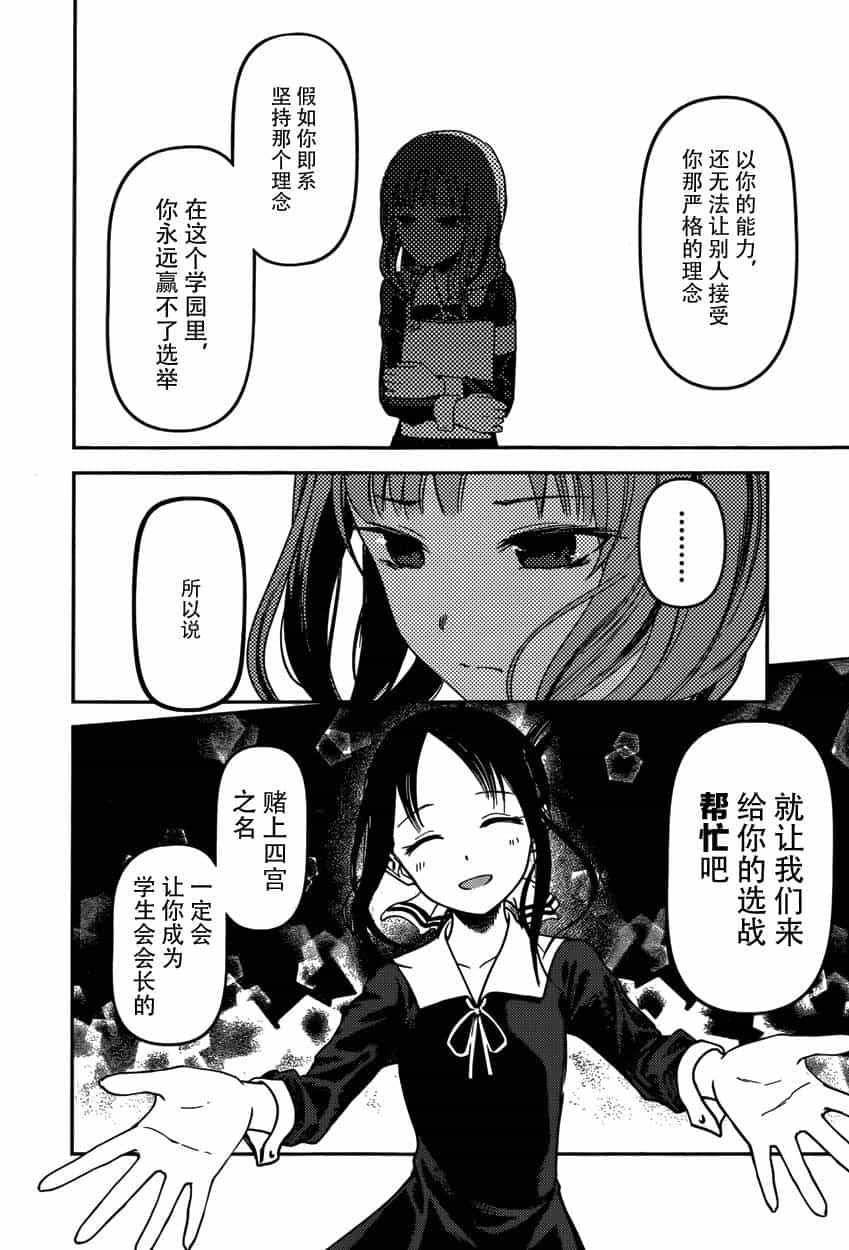 以你的能力，
还无法让别人接受
你那严格的理念
假如你即系
坚持那个理念
在这个学园里，
你永远赢不了选举
………
所以说
就让我们来
给你的选战
帮忙吧
赌上四宫
之名
一定会
让你成为
学生会会长的